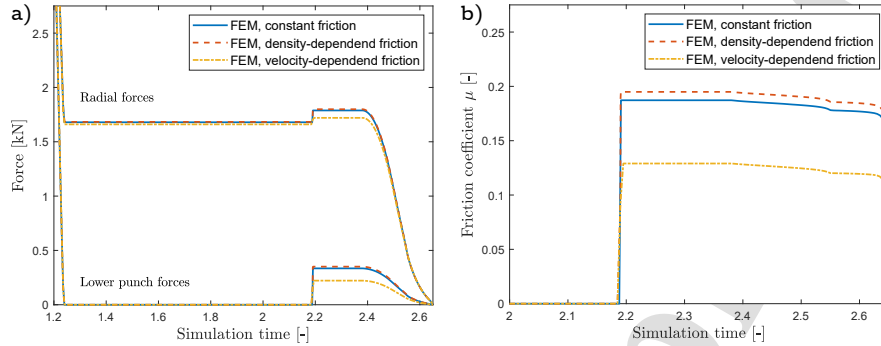 a)
FEM, constant friction
FEM, density-dependend friction
FEM, velocity-dependend friction
Radial forces
Lower punch forces
Force [kN]
2.5
2
1.5
1
0.5
0
1.2 1.4 1.6 1.8 2 2.2 2.4 2.6
Simulation time [-]
b)
FEM, constant friction
FEM, density-dependend friction
FEM, velocity-dependend friction
Friction coefficient μ [-]
0.25
0.2
0.15
0.1
0.05
0
2 2.1 2.2 2.3 2.4 2.5 2.6
Simulation time [-]